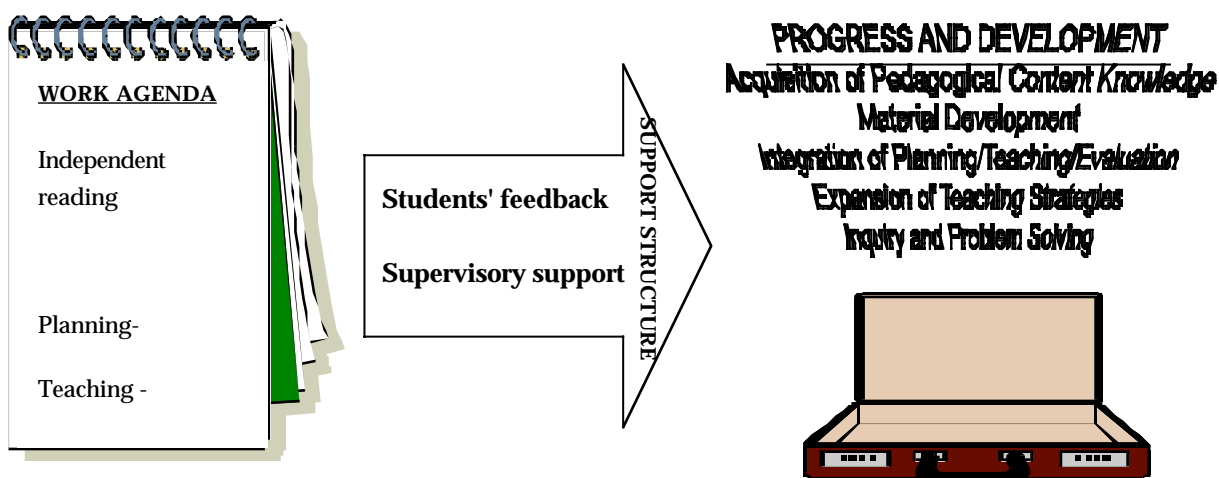 WORK AGENDA
Independent
reading
Planning-
Teaching -
Students' feedback
Supervisory support
SUPPORT STRUCTURE
PROGRESS AND DEVELOPMENT
Acquisition of Pedagogical Content Knowledge
Material Development
Integration of Planning/Teaching/Evaluation
Expansion of Teaching Strategies
Inquiry and Problem Solving